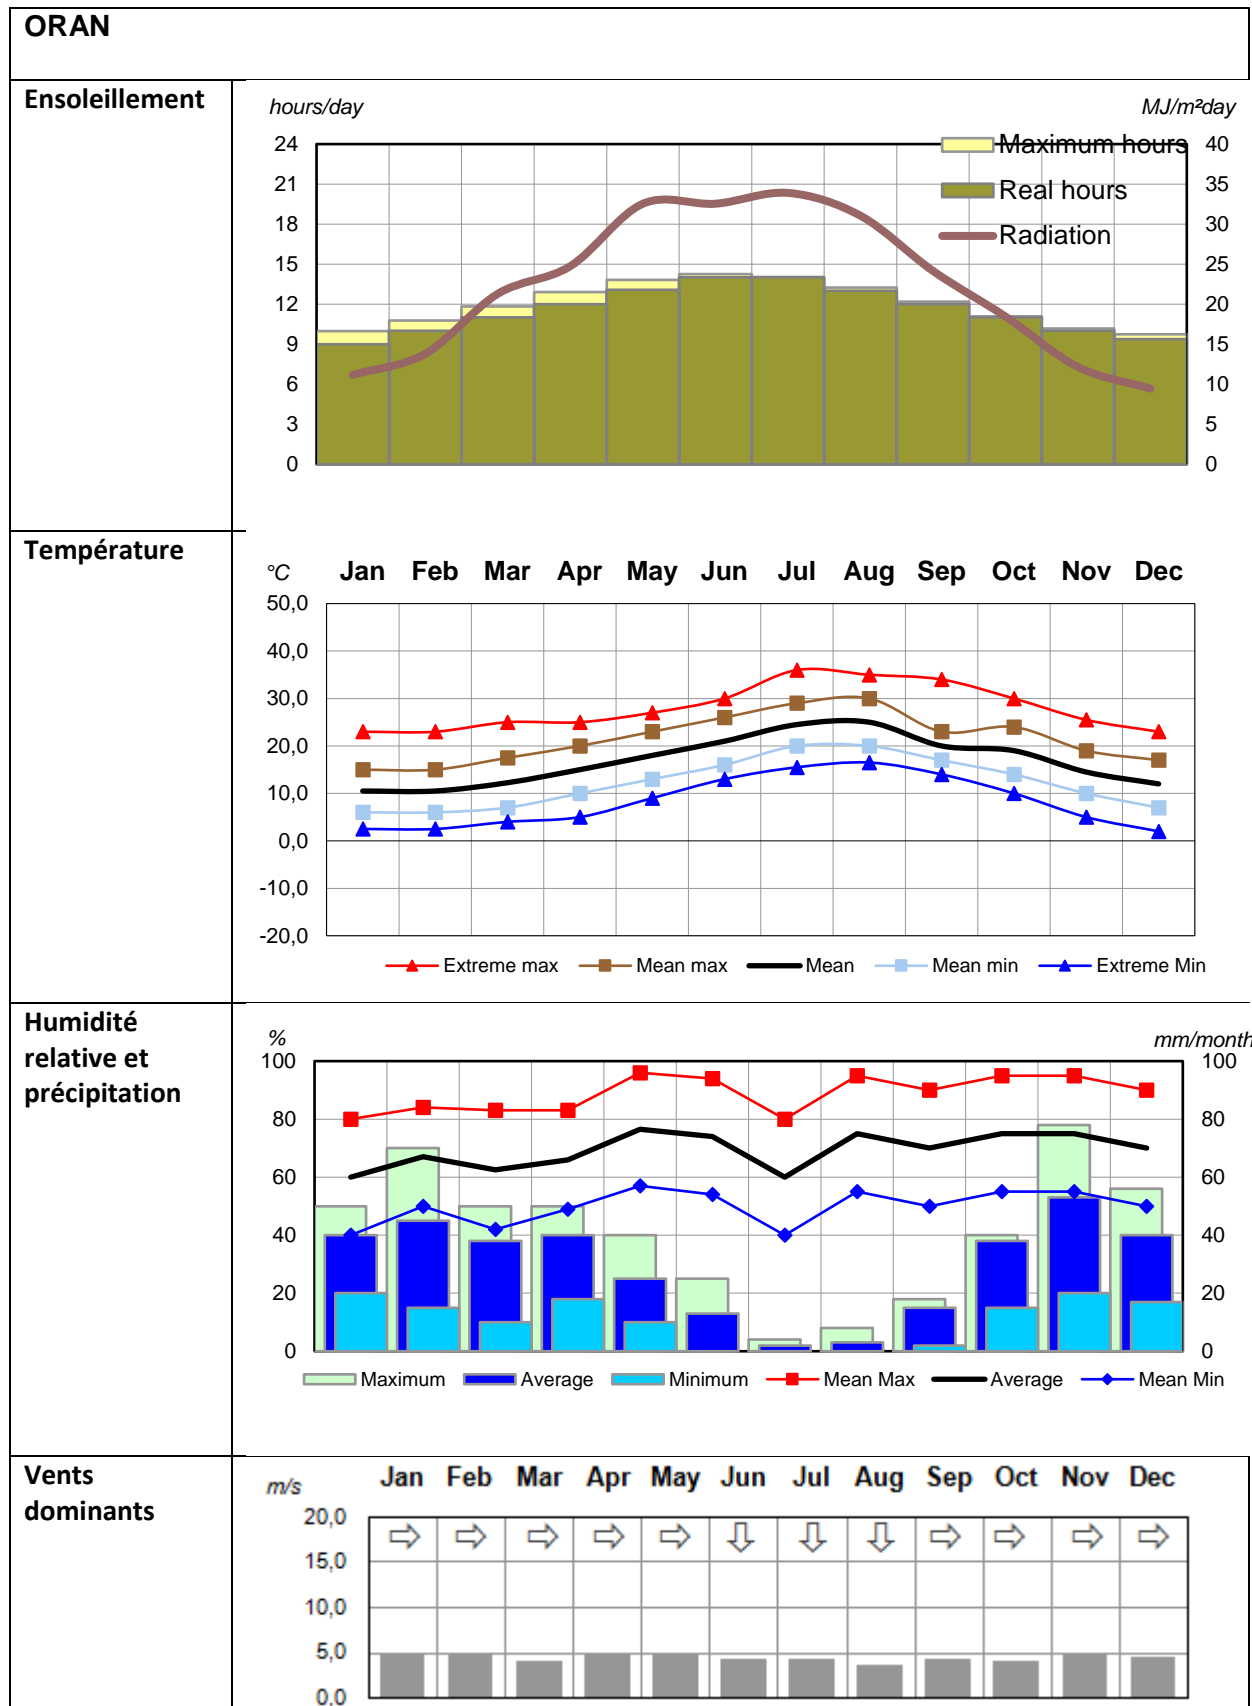 ORAN
Ensoleillement
hours/day MJ/m²day
24 40
21 35
18 30
15 25
12 20
9 15
6 10
3 5
0 0
Maximum hours
Real hours
Radiation
Température
°C Jan Feb Mar Apr May Jun Jul Aug Sep Oct Nov Dec
50,0
40,0
30,0
20,0
10,0
0,0
-10,0
-20,0
Extreme max Mean max Mean Mean min Extreme Min
Humidité
relative et
précipitation
% mm/month
100 100
80 80
60 60
40 40
20 20
0 0
Maximum Average Minimum Mean Max Average Mean Min
Vents
dominants
m/s Jan Feb Mar Apr May Jun Jul Aug Sep Oct Nov Dec
20,0
15,0
10,0
5,0
0,0